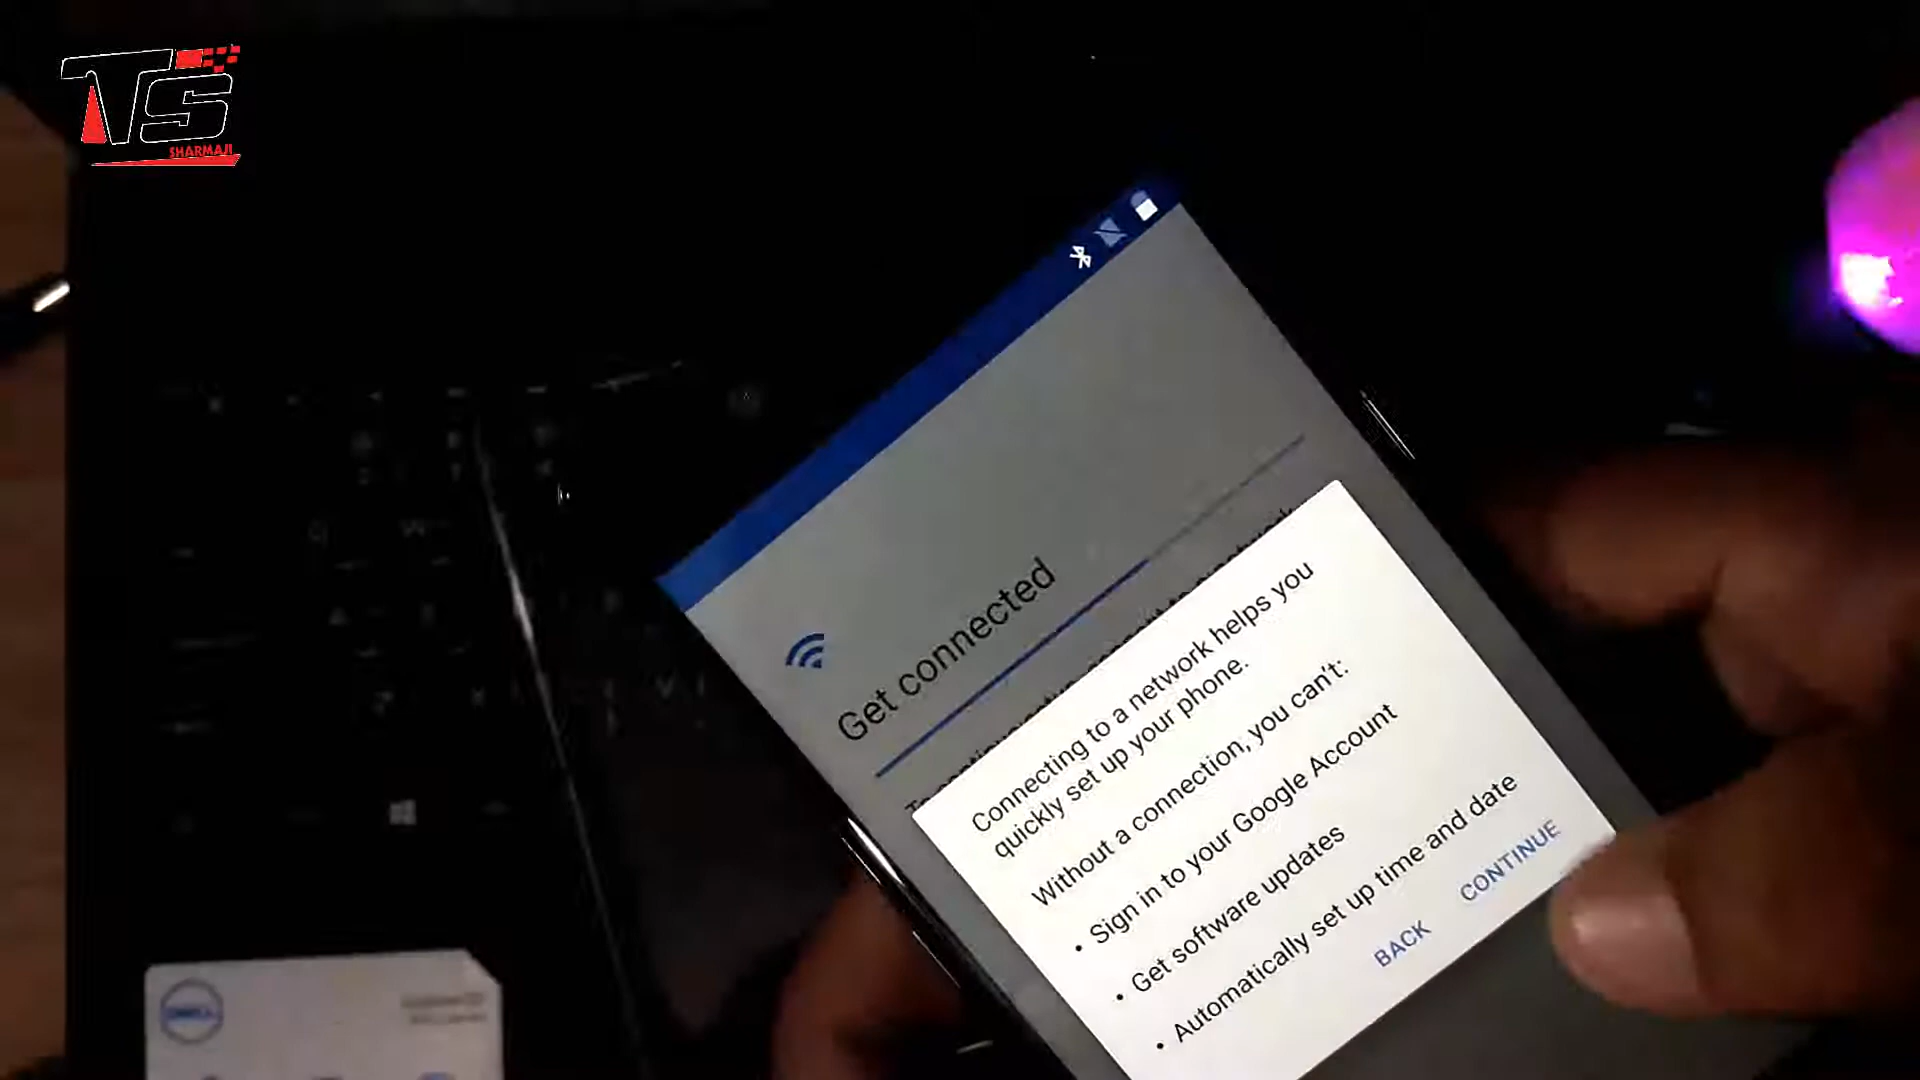 TS
SHARMAJI
Get connected
Connecting to a network helps you
quickly set up your phone.
Without a connection, you can't:
• Sign in to your Google Account
• Get software updates
• Automatically set up time and date
BACK CONTINUE
DELL